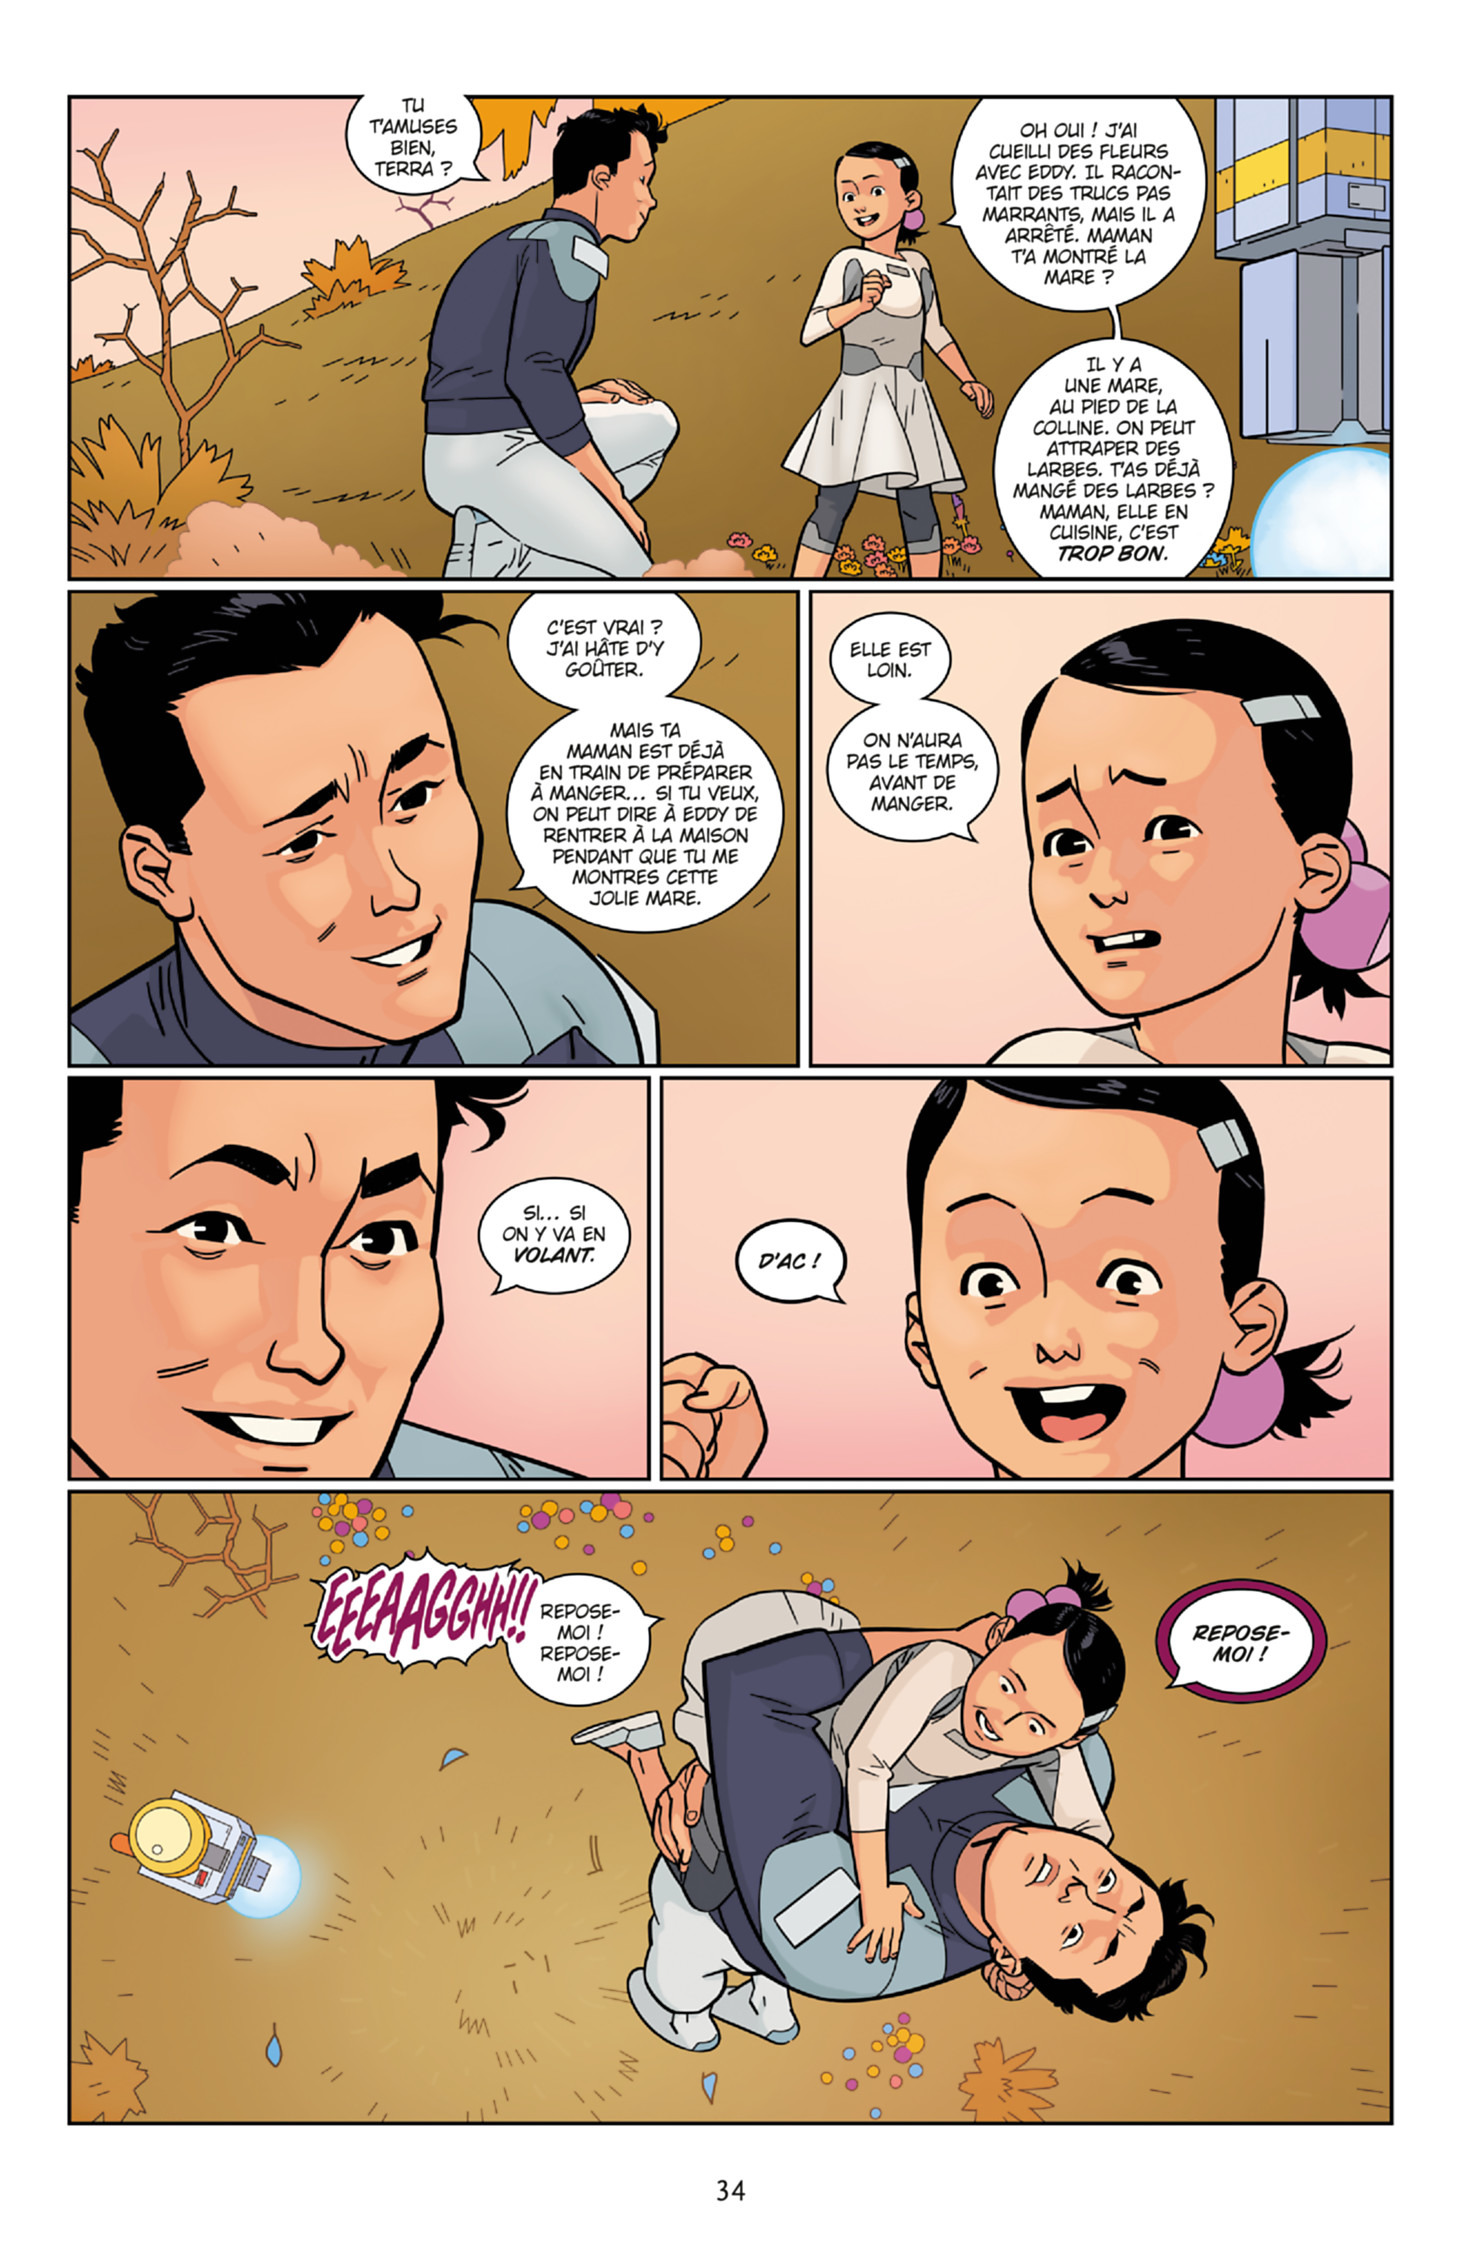 TU
T'AMUSES
BIEN,
TERRA ?
OH OUI ! J'AI
CUEILLI DES FLEURS
AVEC EDDY. IL RACON-
TAIT DES TRUCS PAS
MARRANTS, MAIS IL A
ARRÊTÉ. MAMAN
T'A MONTRÉ LA
MARE ?
IL Y A
UNE MARE,
AU PIED DE LA
COLLINE. ON PEUT
ATTRAPER DES
LARBES. T'AS DÉJÀ
MANGÉ DES LARBES ?
MAMAN, ELLE EN
CUISINE, C'EST
TROP BON.
C'EST VRAI ?
J'AI HÂTE D'Y
GOÛTER.
MAIS TA
MAMAN EST DÉJÀ
EN TRAIN DE PRÉPARER
À MANGER... SI TU VEUX,
ON PEUT DIRE À EDDY DE
RENTRER À LA MAISON
PENDANT QUE TU ME
MONTRES CETTE
JOLIE MARE.
ELLE EST
LOIN.
ON N'AURA
PAS LE TEMPS,
AVANT DE
MANGER.
SI... SI
ON Y VA EN
VOLANT.
D'AC !
EEEAAGGHH!!
REPOSE-
MOI !
REPOSE-
MOI !
REPOSE-
MOI !
34